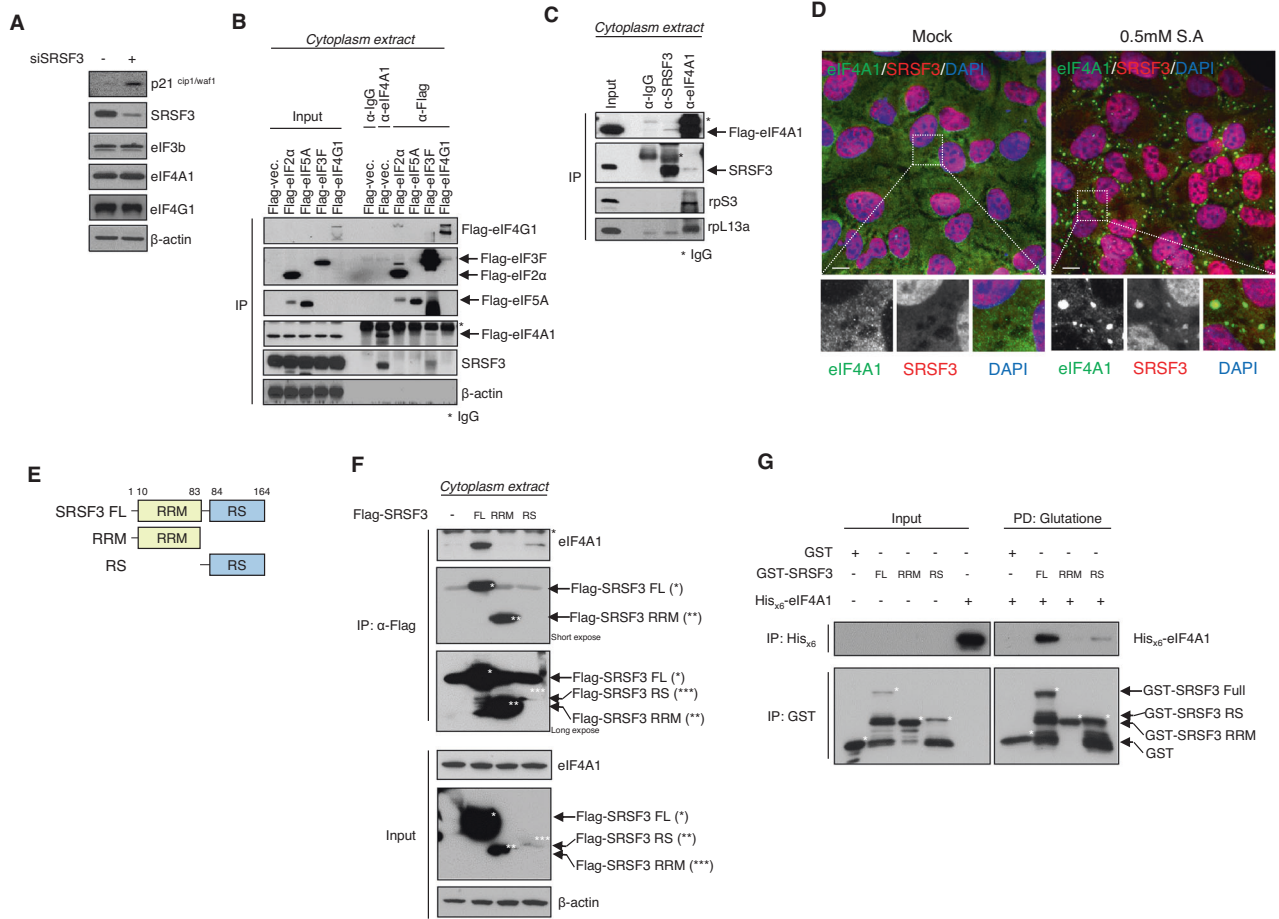 A
siSRSF3 - +
p21 cip1/waf1
SRSF3
eIF3b
eIF4A1
eIF4G1
β-actin
B
Cytoplasm extract
Input
α-IgG
α-eIF4A1
α-Flag
Flag-vec.
Flag-eIF2α
Flag-eIF5A
Flag-eIF3F
Flag-eIF4G1
Flag-vec.
Flag-vec.
Flag-eIF2α
Flag-eIF5A
Flag-eIF3F
Flag-eIF4G1
IP
Flag-eIF4G1
Flag-eIF3F
Flag-eIF2α
Flag-eIF5A
*
Flag-eIF4A1
SRSF3
β-actin
* IgG
C
Cytoplasm extract
Input
α-IgG
α-SRSF3
α-eIF4A1
IP
*
Flag-eIF4A1
*
SRSF3
rpS3
rpL13a
* IgG
D
Mock
0.5mM S.A
eIF4A1/SRSF3/DAPI
eIF4A1/SRSF3/DAPI
eIF4A1 SRSF3 DAPI
eIF4A1 SRSF3 DAPI
E
1 10 83 84 164
SRSF3 FL RRM RS
RRM RRM
RS RS
F
Cytoplasm extract
Flag-SRSF3 - FL RRM RS
IP: α-Flag
*
eIF4A1
*
Flag-SRSF3 FL (*)
**
Flag-SRSF3 RRM (**)
Short expose
*
Flag-SRSF3 FL (*)
***
Flag-SRSF3 RS (***)
**
Flag-SRSF3 RRM (**)
Long expose
Input
eIF4A1
*
Flag-SRSF3 FL (*)
***
Flag-SRSF3 RS (**)
**
Flag-SRSF3 RRM (***)
β-actin
G
Input
PD: Glutatione
GST + - - - - + - - -
GST-SRSF3 - FL RRM RS - - FL RRM RS
Hisx6-eIF4A1 - - - - + + + + +
IP: Hisx6
Hisx6-eIF4A1
IP: GST
GST-SRSF3 Full
GST-SRSF3 RS
GST-SRSF3 RRM
GST